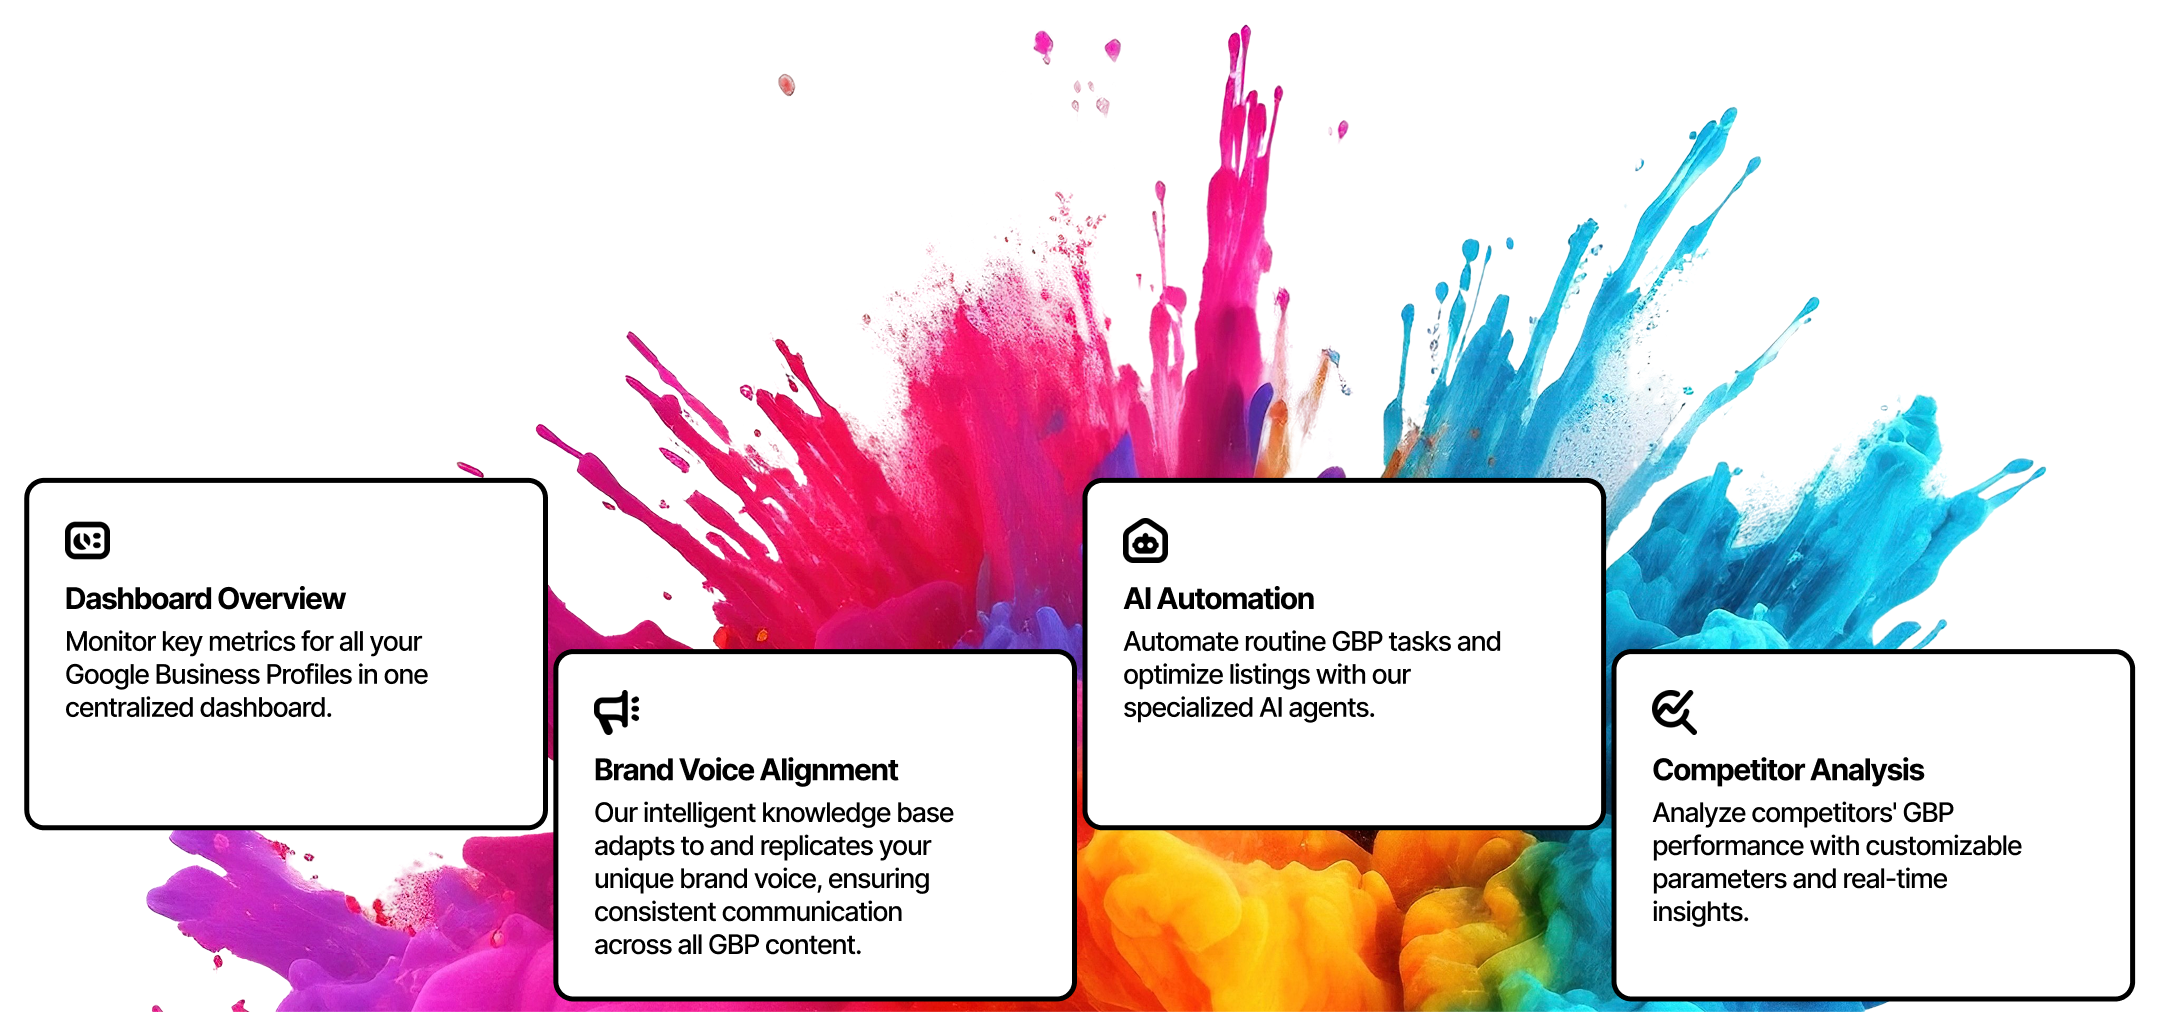 Dashboard Overview
Monitor key metrics for all your
Google Business Profiles in one
centralized dashboard.
Brand Voice Alignment
Our intelligent knowledge base
adapts to and replicates your
unique brand voice, ensuring
consistent communication
across all GBP content.
AI Automation
Automate routine GBP tasks and
optimize listings with our
specialized AI agents.
Competitor Analysis
Analyze competitors' GBP
performance with customizable
parameters and real-time
insights.